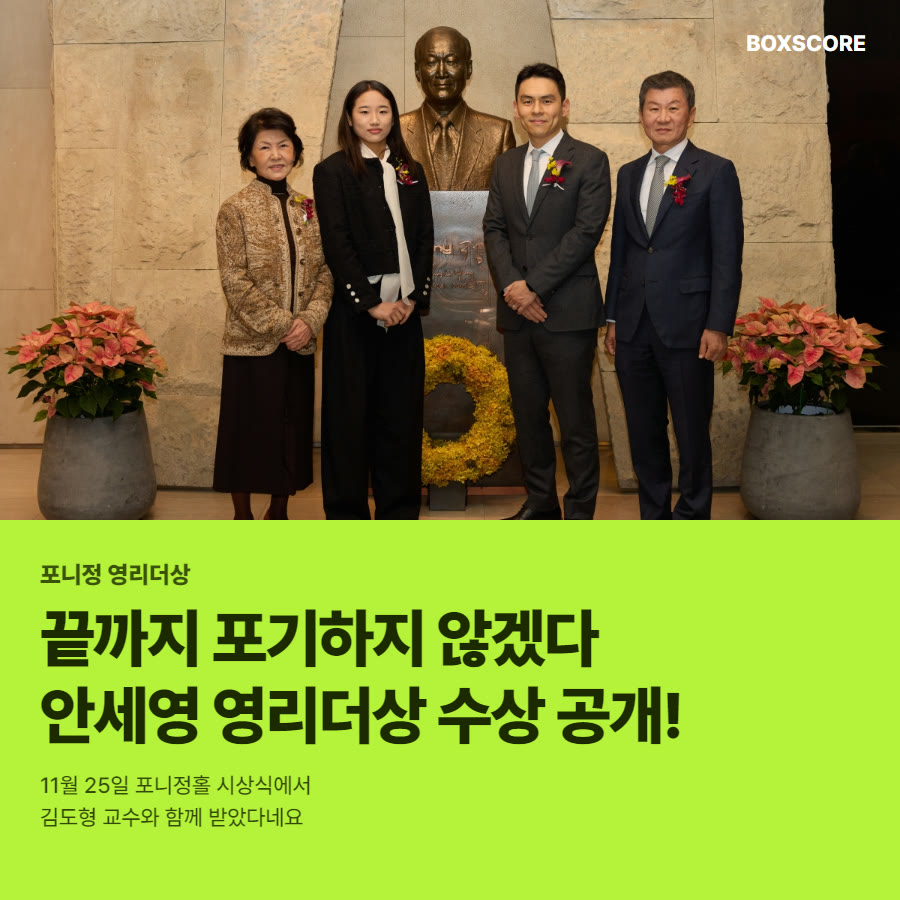 BOXSCORE
포니정 영리더상
끝까지 포기하지 않겠다
안세영 영리더상 수상 공개!
11월 25일 포니정홀 시상식에서
김도형 교수와 함께 받았다네요